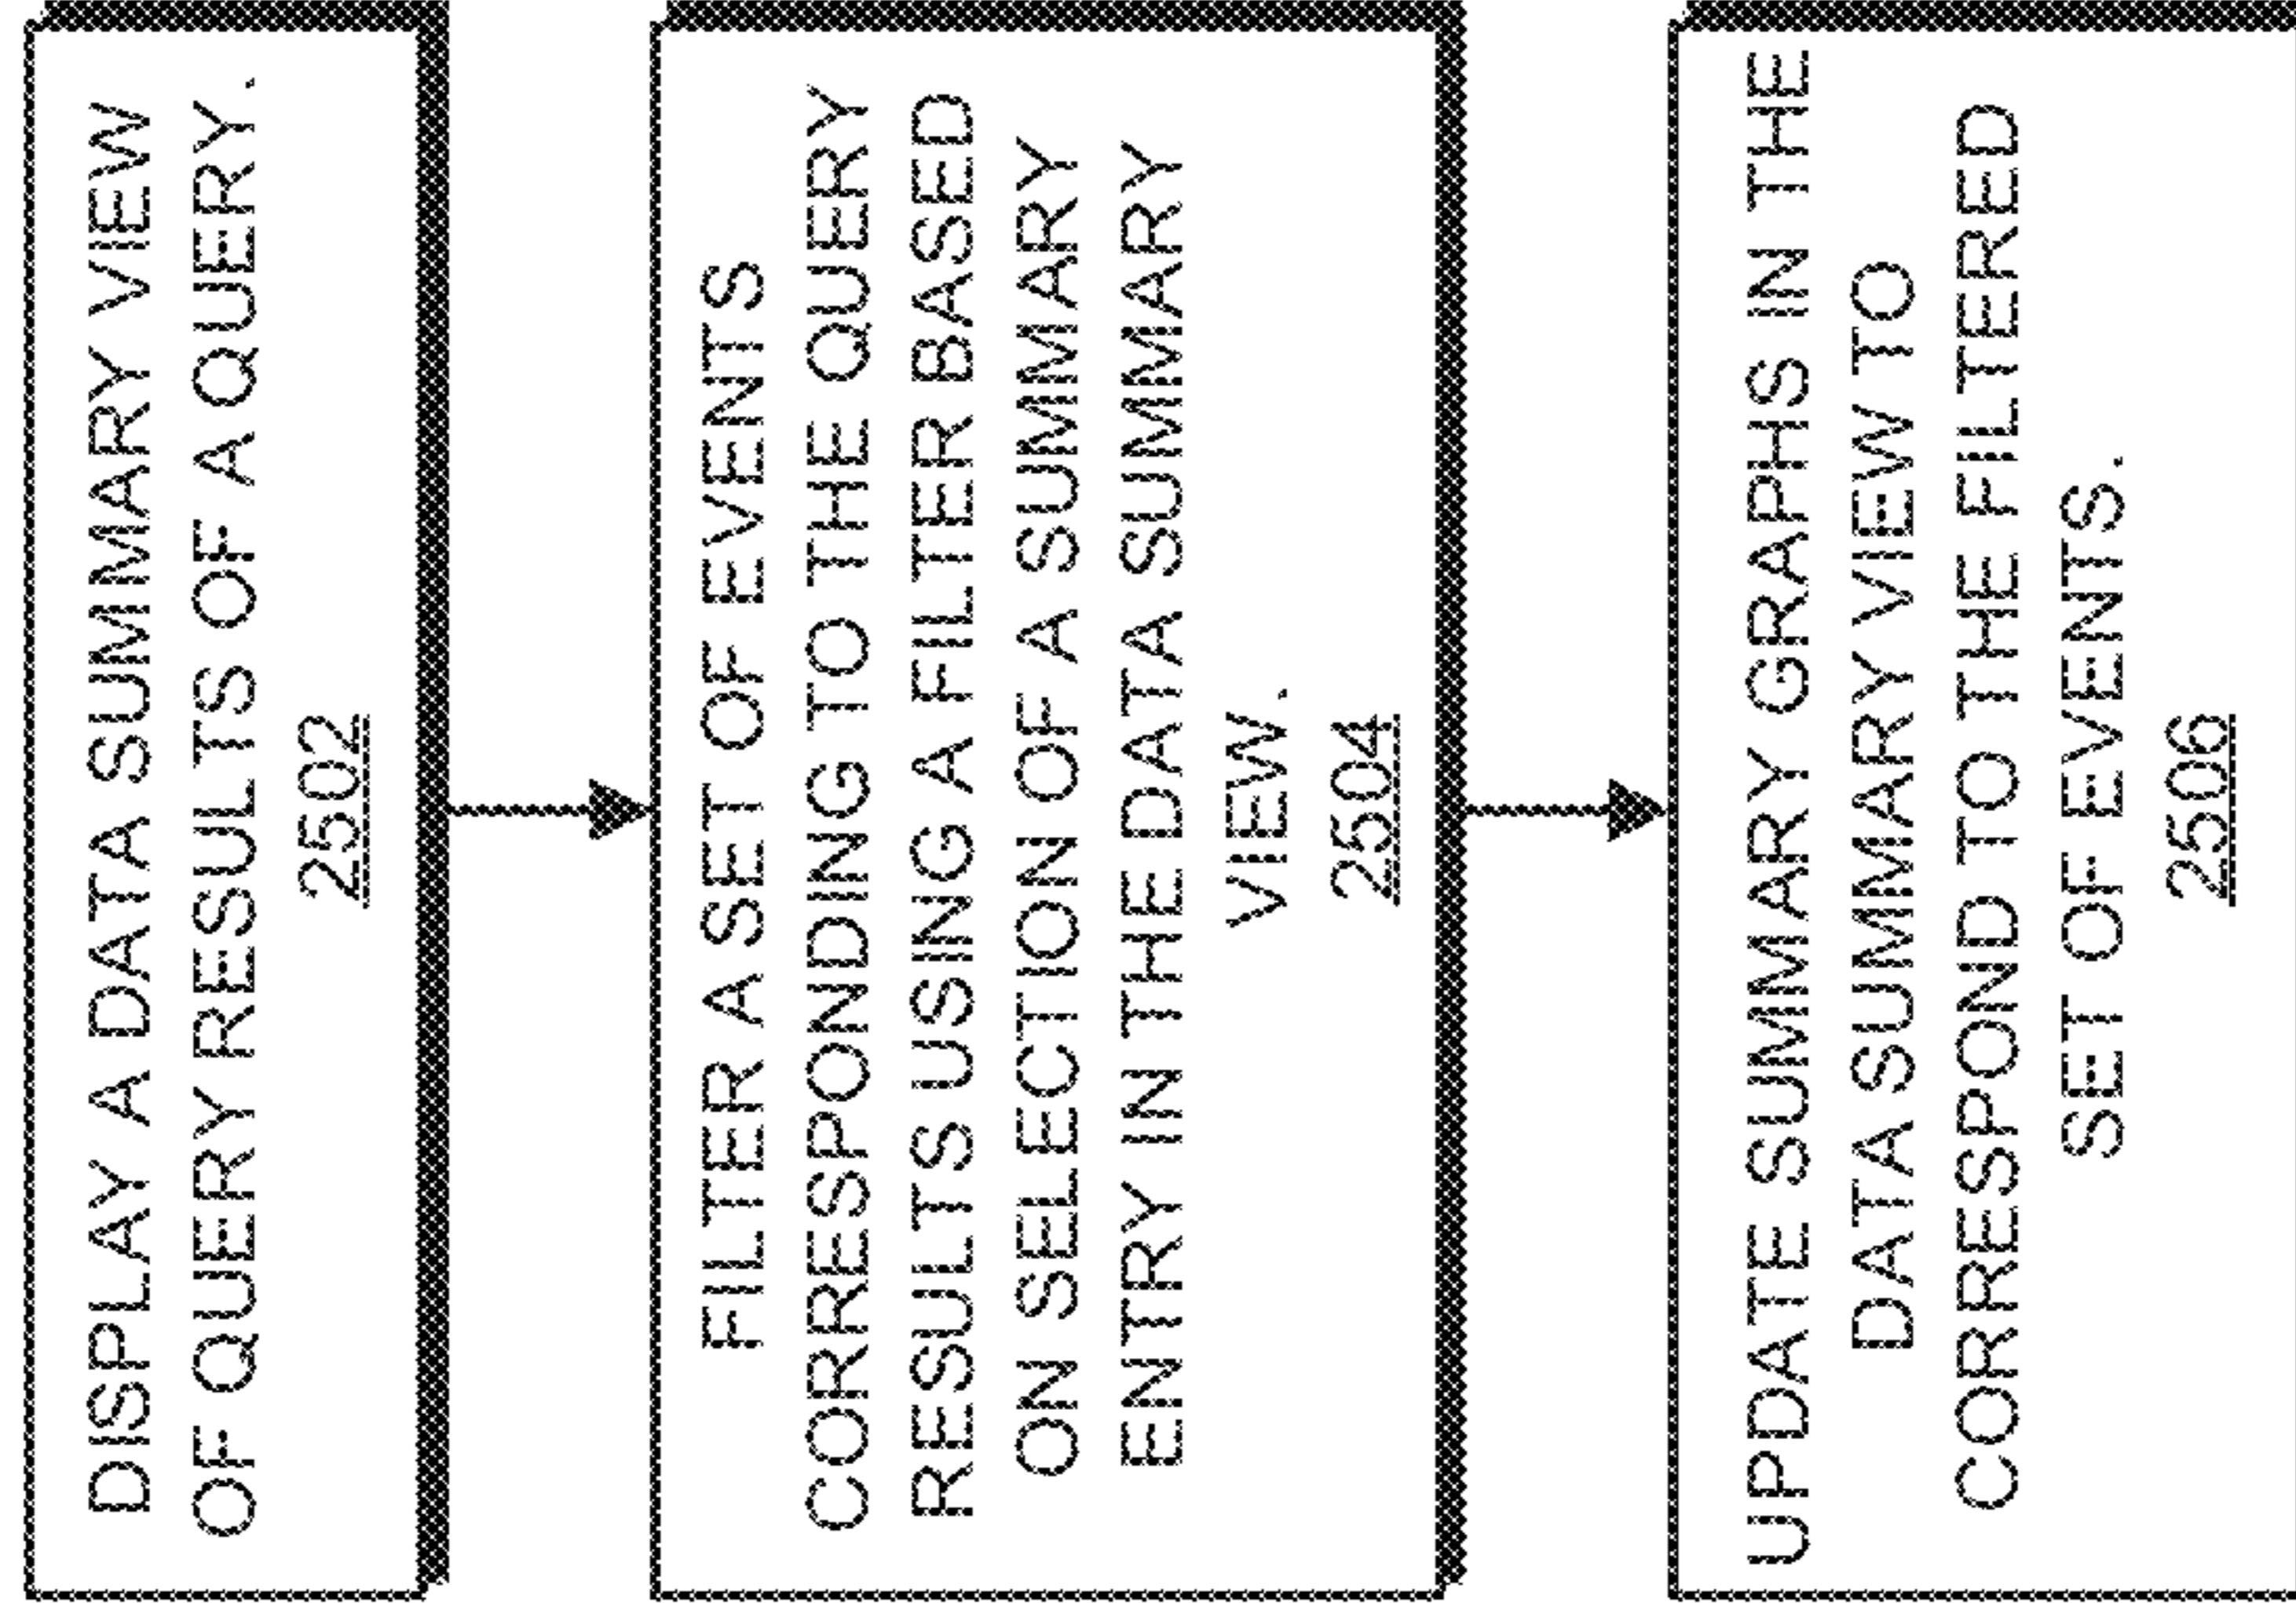 DISPLAY A DATA SUMMARY VIEW
OF QUERY RESULTS OF A QUERY.
2502
FILTER A SET OF EVENTS
CORRESPONDING TO THE QUERY
RESULTS USING A FILTER BASED
ON SELECTION OF A SUMMARY
ENTRY IN THE DATA SUMMARY
VIEW.
2504
UPDATE SUMMARY GRAPHS IN THE
DATA SUMMARY VIEW TO
CORRESPOND TO THE FILTERED
SET OF EVENTS.
2506